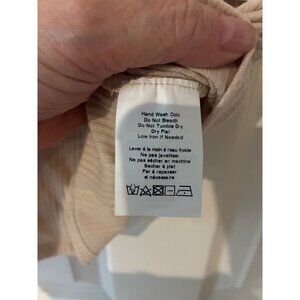 Hand Wash Cold
Do Not Bleach
Do Not Tumble Dry
Dry Flat
Low Iron If Needed
Laver à la main à l'eau froide
Ne pas javelliser
Ne pas sécher en machine
Sécher à plat
Fer à repasser
si nécessaire